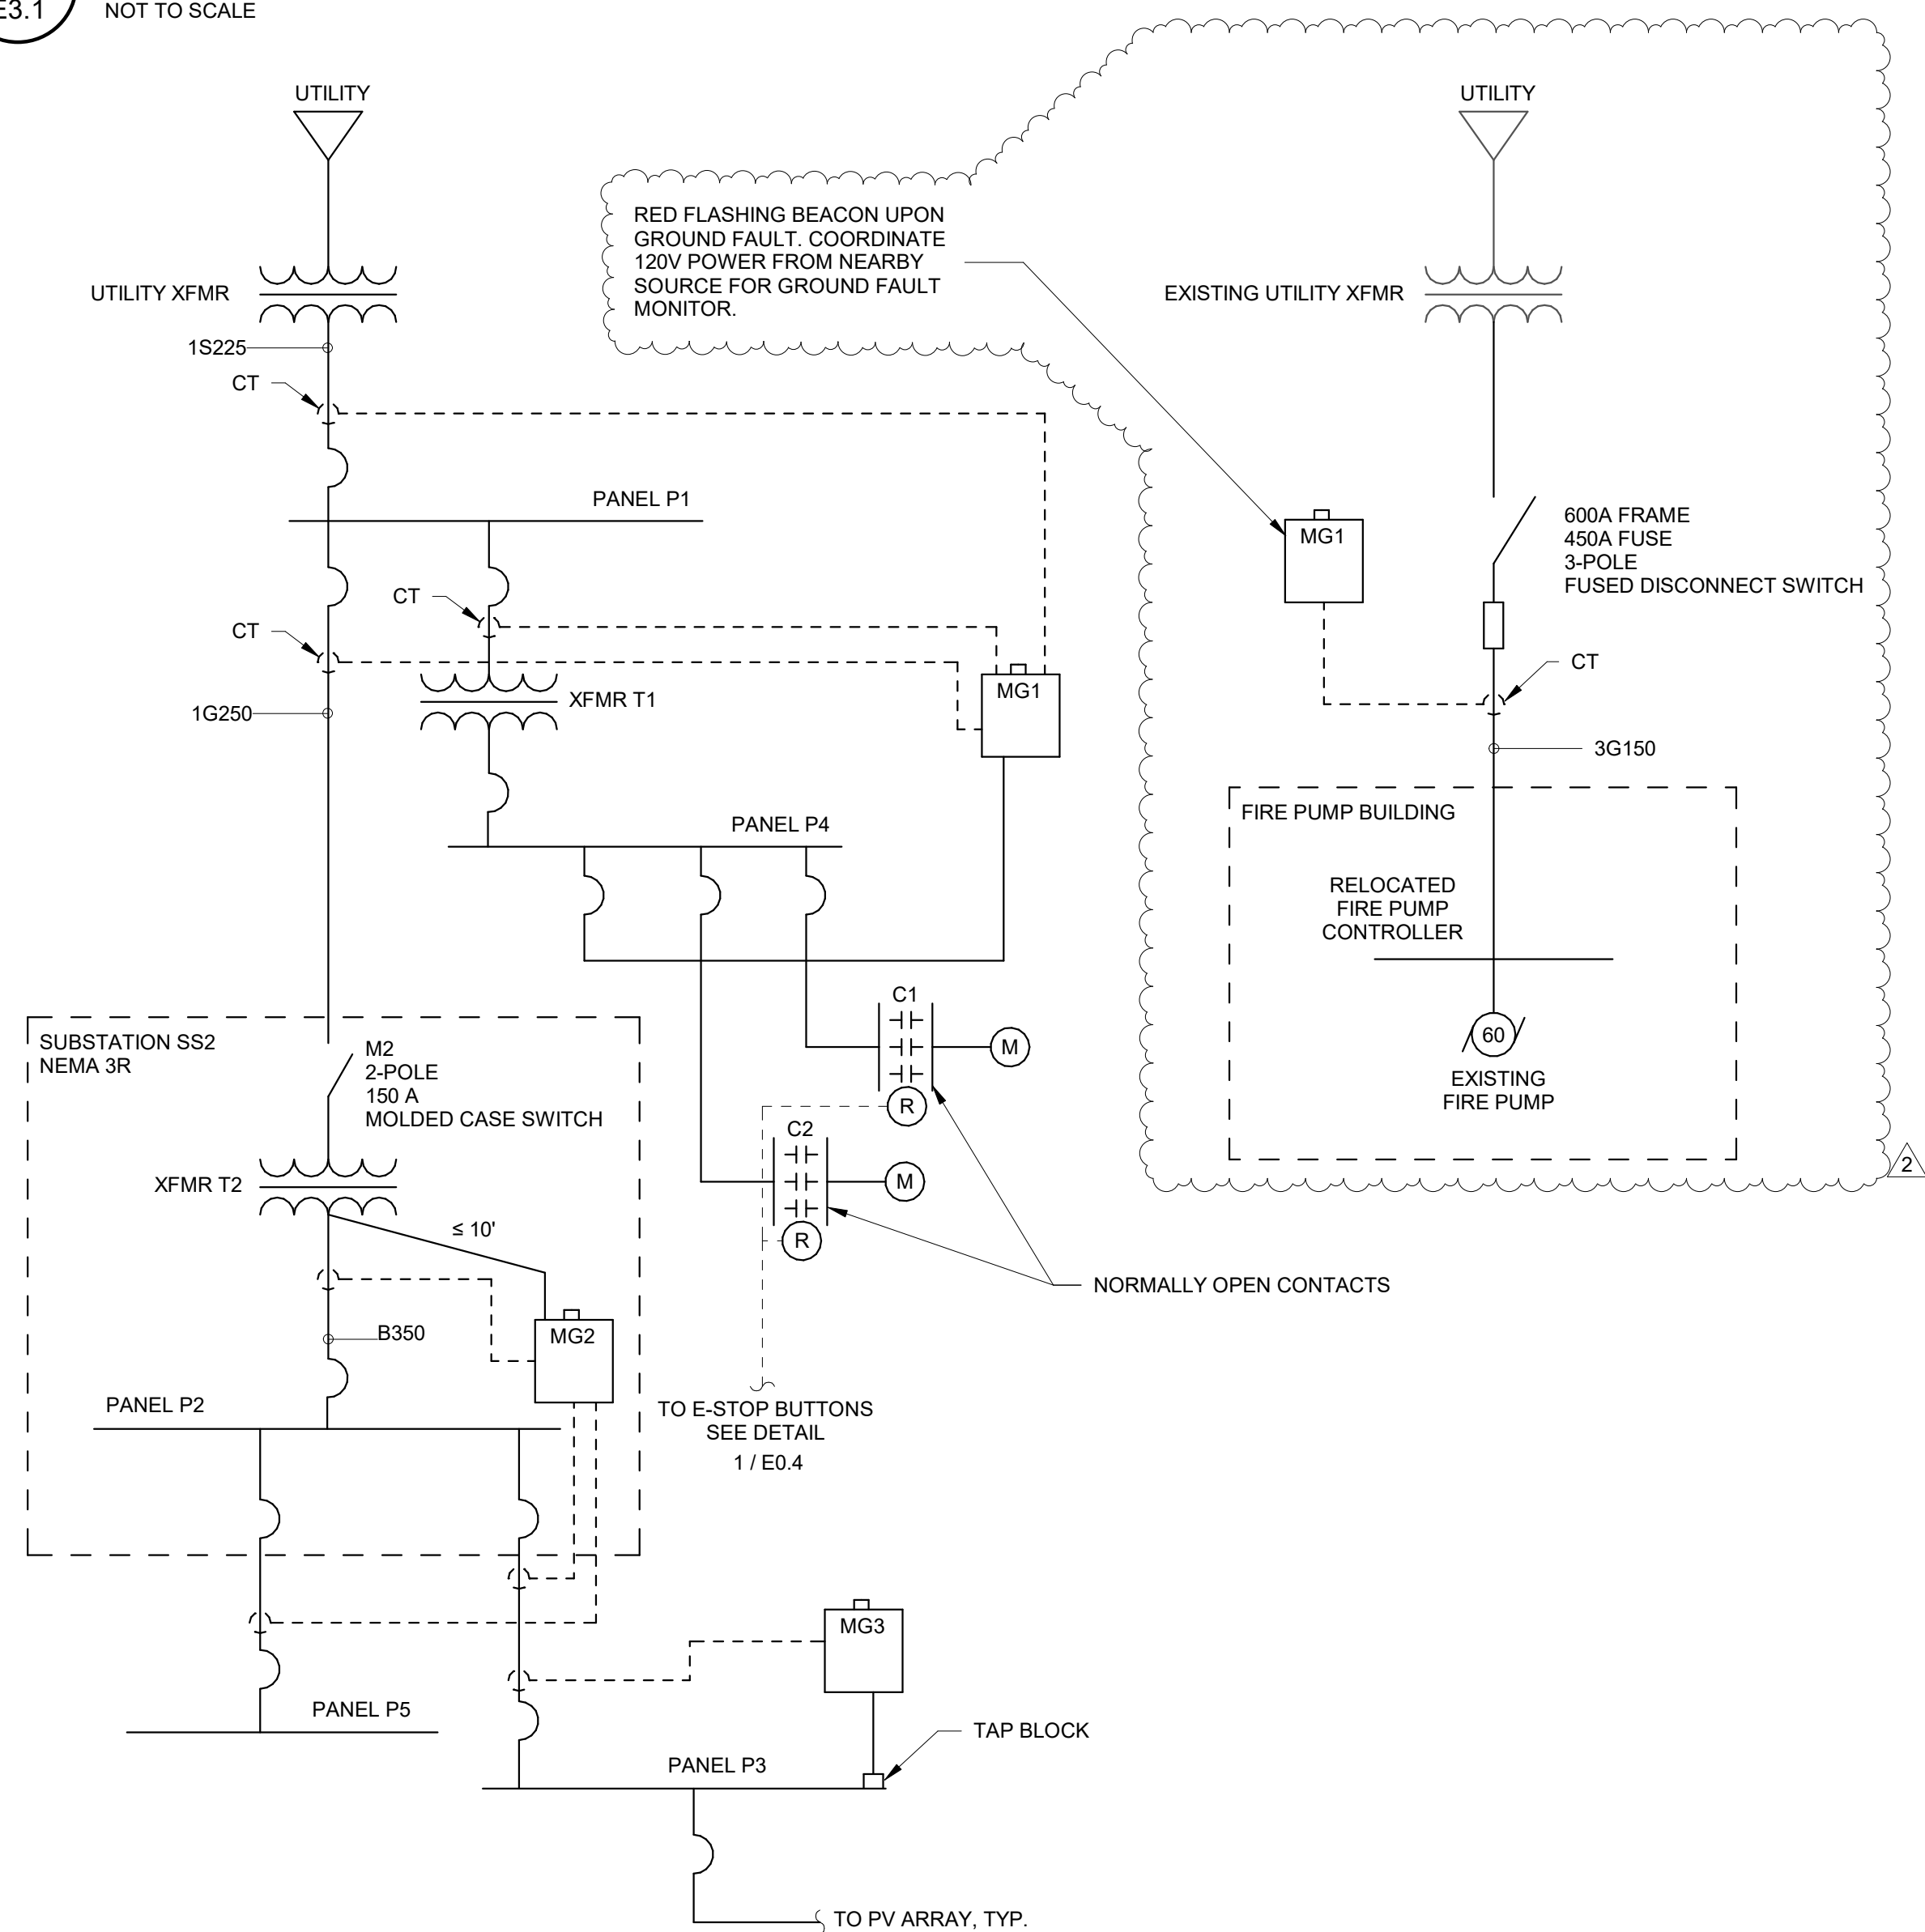 E3.1
NOT TO SCALE
UTILITY
UTILITY
RED FLASHING BEACON UPON
GROUND FAULT. COORDINATE
120V POWER FROM NEARBY
SOURCE FOR GROUND FAULT
MONITOR.
UTILITY XFMR
EXISTING UTILITY XFMR
1S225
CT
PANEL P1
MG1
600A FRAME
450A FUSE
3-POLE
FUSED DISCONNECT SWITCH
CT
CT
CT
MG1
XFMR T1
1G250
3G150
PANEL P4
FIRE PUMP BUILDING
RELOCATED
FIRE PUMP
CONTROLLER
C1
M
60
SUBSTATION SS2
NEMA 3R
M2
2-POLE
150 A
MOLDED CASE SWITCH
EXISTING
FIRE PUMP
R
C2
M
2
XFMR T2
≤ 10'
R
NORMALLY OPEN CONTACTS
B350
MG2
PANEL P2
TO E-STOP BUTTONS
SEE DETAIL
1 / E0.4
MG3
PANEL P5
TAP BLOCK
PANEL P3
TO PV ARRAY, TYP.